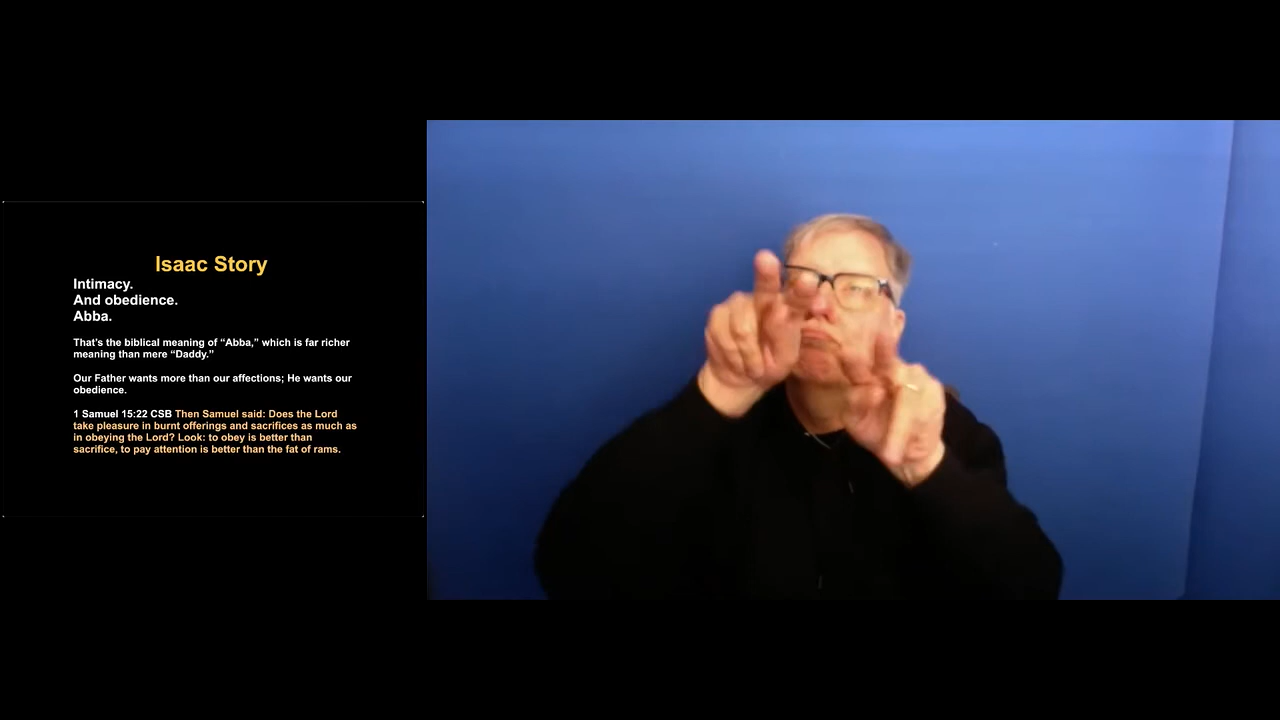 Isaac Story
Intimacy.
And obedience.
Abba.
That’s the biblical meaning of “Abba,” which is far richer
meaning than mere “Daddy.”
Our Father wants more than our affections; He wants our
obedience.
1 Samuel 15:22 CSB Then Samuel said: Does the Lord
take pleasure in burnt offerings and sacrifices as much as
in obeying the Lord? Look: to obey is better than
sacrifice, to pay attention is better than the fat of rams.